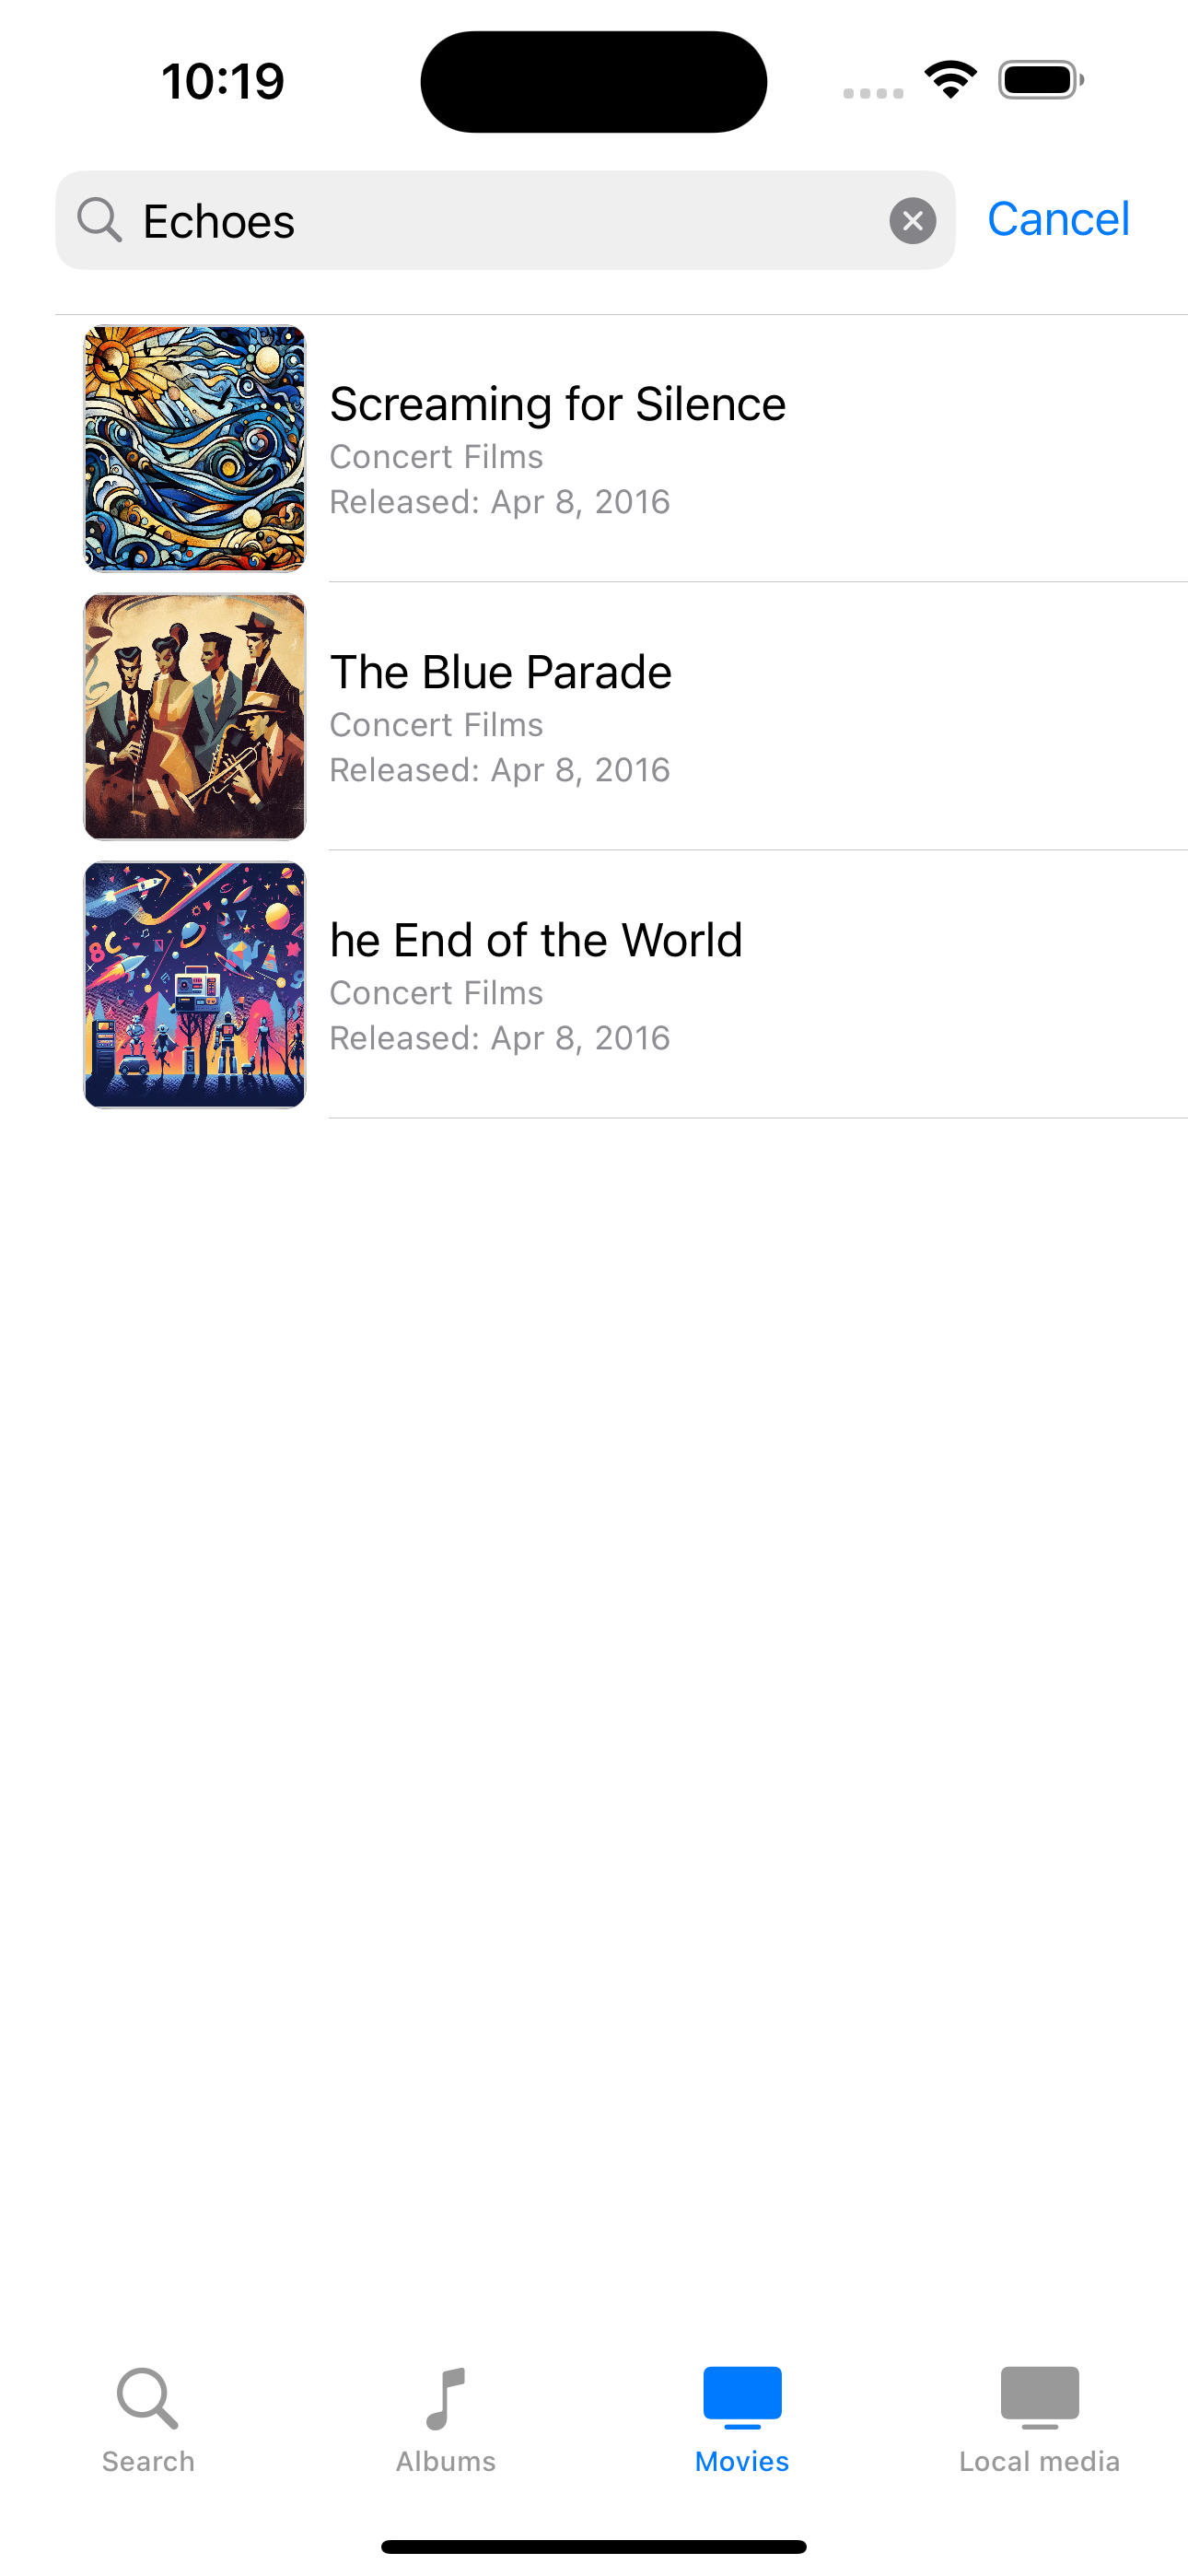 10:19
Echoes
Cancel
Screaming for Silence
Concert Films
Released: Apr 8, 2016
The Blue Parade
Concert Films
Released: Apr 8, 2016
he End of the World
Concert Films
Released: Apr 8, 2016
Search
Albums
Movies
Local media